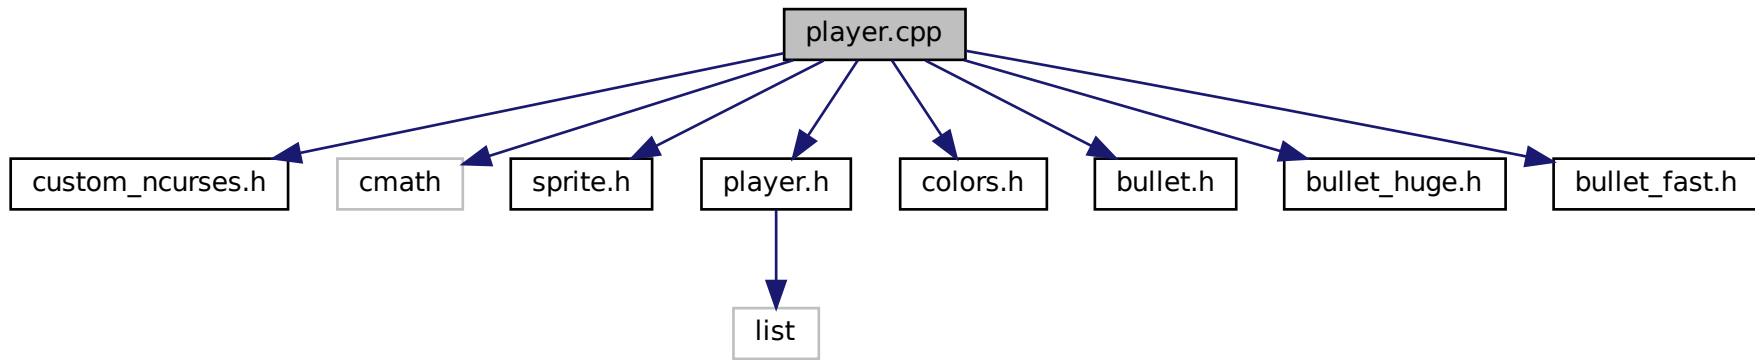 player.cpp
custom_ncurses.h
cmath
sprite.h
player.h
colors.h
bullet.h
bullet_huge.h
bullet_fast.h
list